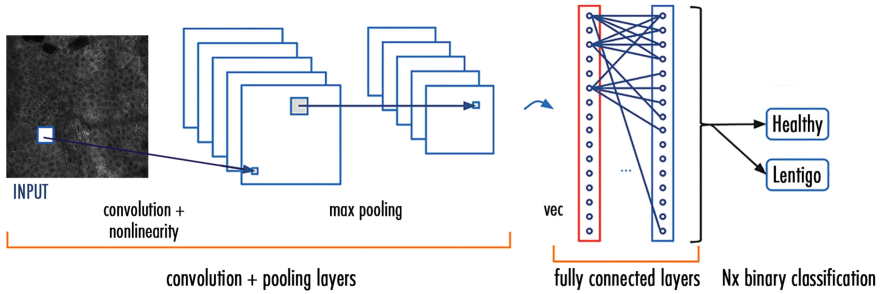 INPUT
convolution +
nonlinearity
max pooling
vec
...
Healthy
Lentigo
convolution + pooling layers
fully connected layers
Nx binary classification